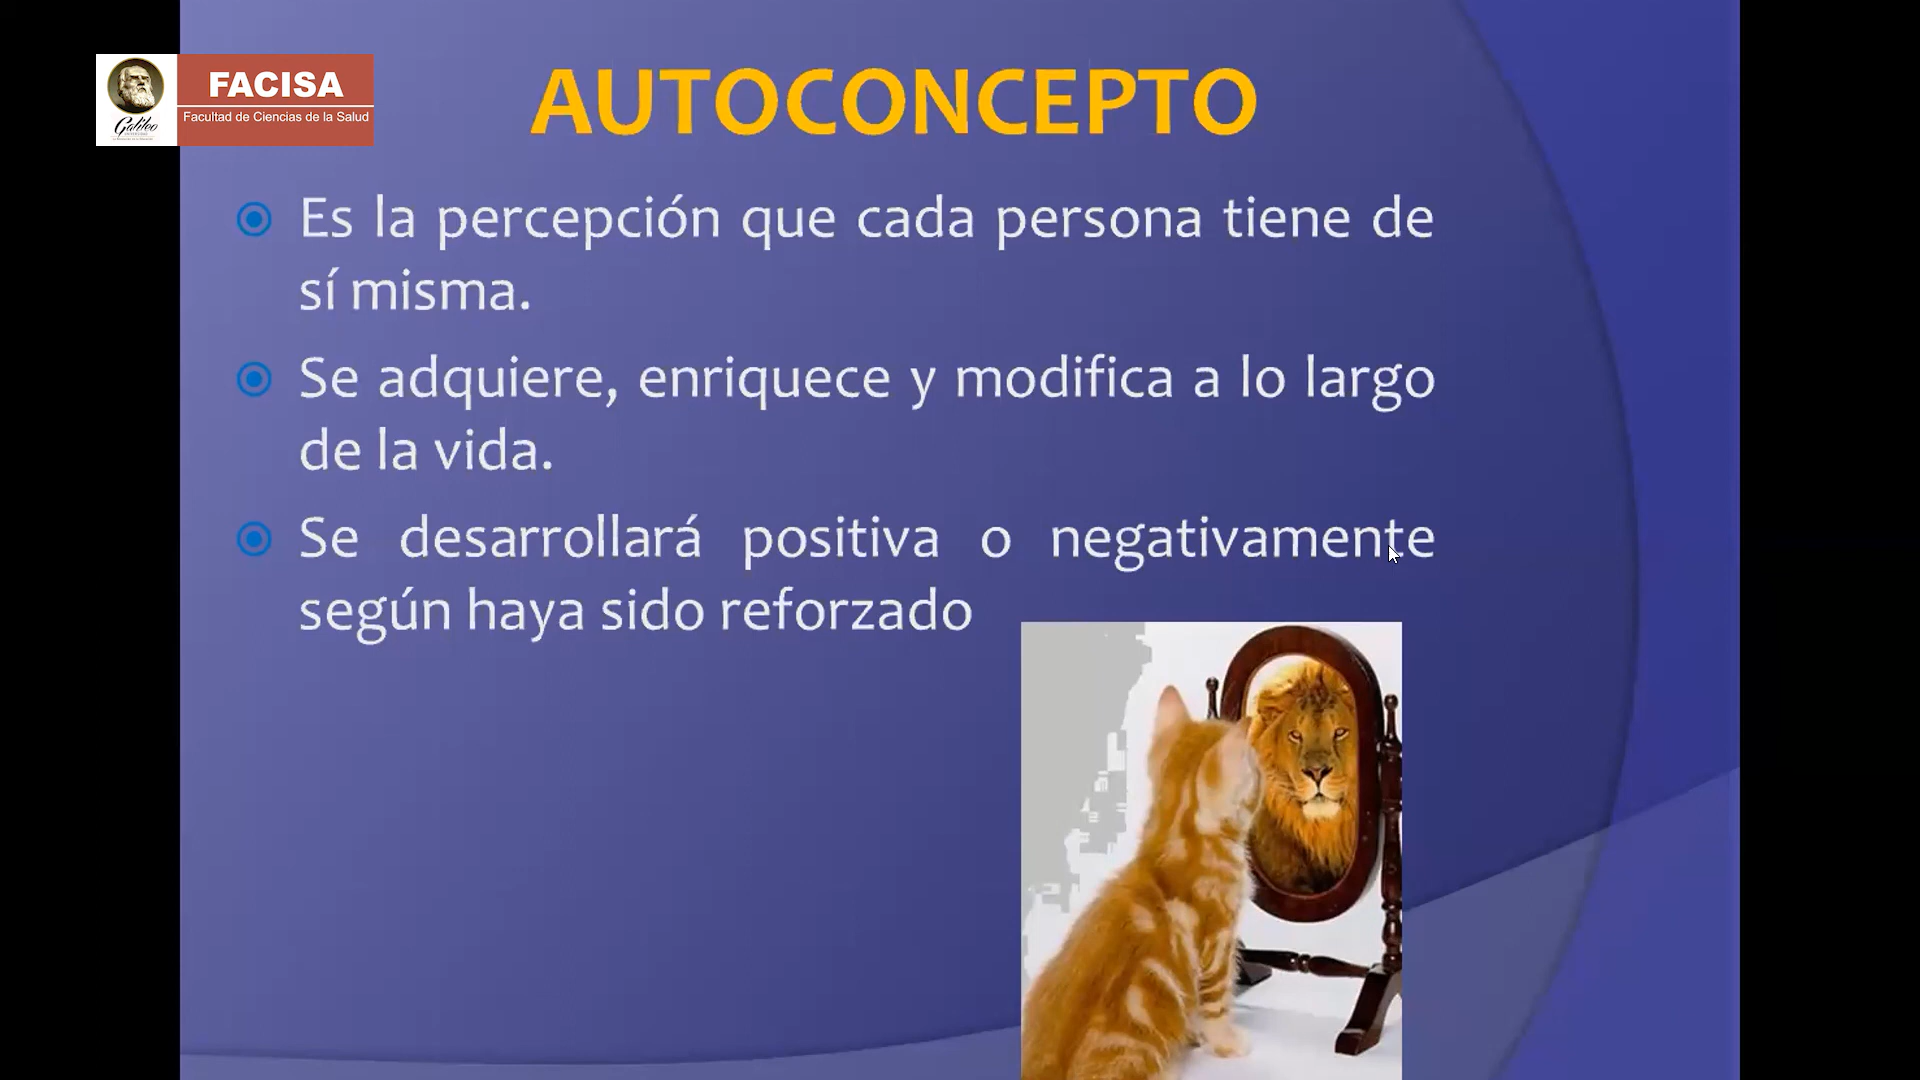 FACISA
Galileo
Facultad de Ciencias de la Salud
AUTOCONCEPTO
Es la percepción que cada persona tiene de
sí misma.
Se adquiere, enriquece y modifica a lo largo
de la vida.
Se desarrollará positiva o negativamente
según haya sido reforzado